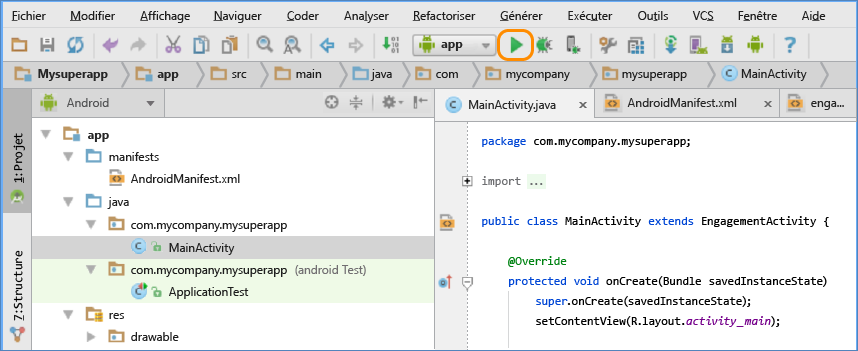 Fichier Modifier Affichage Naviguer Coder Analyser Refactoriser Générer Exécuter Outils VCS Fenêtre Aide
app
Mysuperapp app src main java com mycompany mysuperapp MainActivity
1: Projet
7: Structure
Android
app
manifests
AndroidManifest.xml
java
com.mycompany.mysuperapp
MainActivity
com.mycompany.mysuperapp (android Test)
ApplicationTest
res
drawable
MainActivity.java AndroidManifest.xml enga...
package com.mycompany.mysuperapp;
import ...
public class MainActivity extends EngagementActivity {
@Override
protected void onCreate(Bundle savedInstanceState)
super.onCreate(savedInstanceState);
setContentView(R.layout.activity_main);